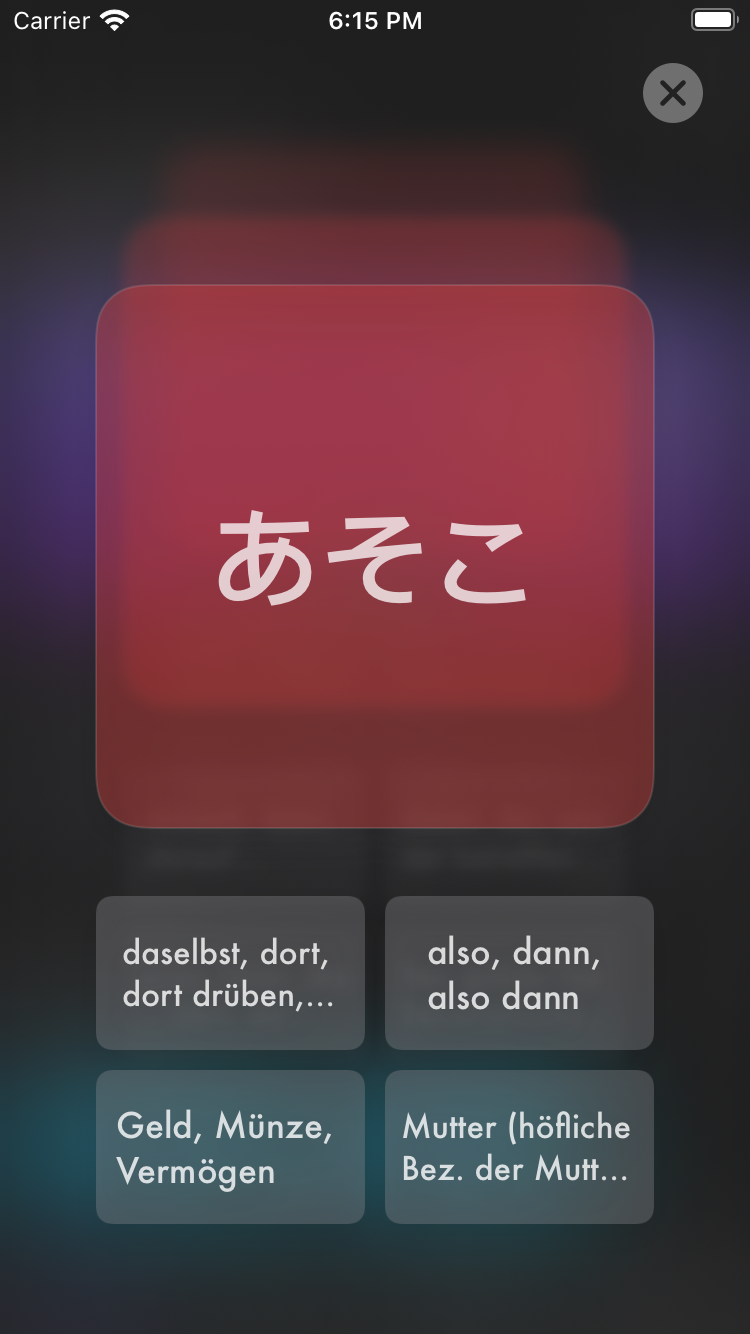 Carrier 6:15 PM
あそこ
daselbst, dort,
dort drüben,...
also, dann,
also dann
Geld, Münze,
Vermögen
Mutter (höfliche
Bez. der Mutt...